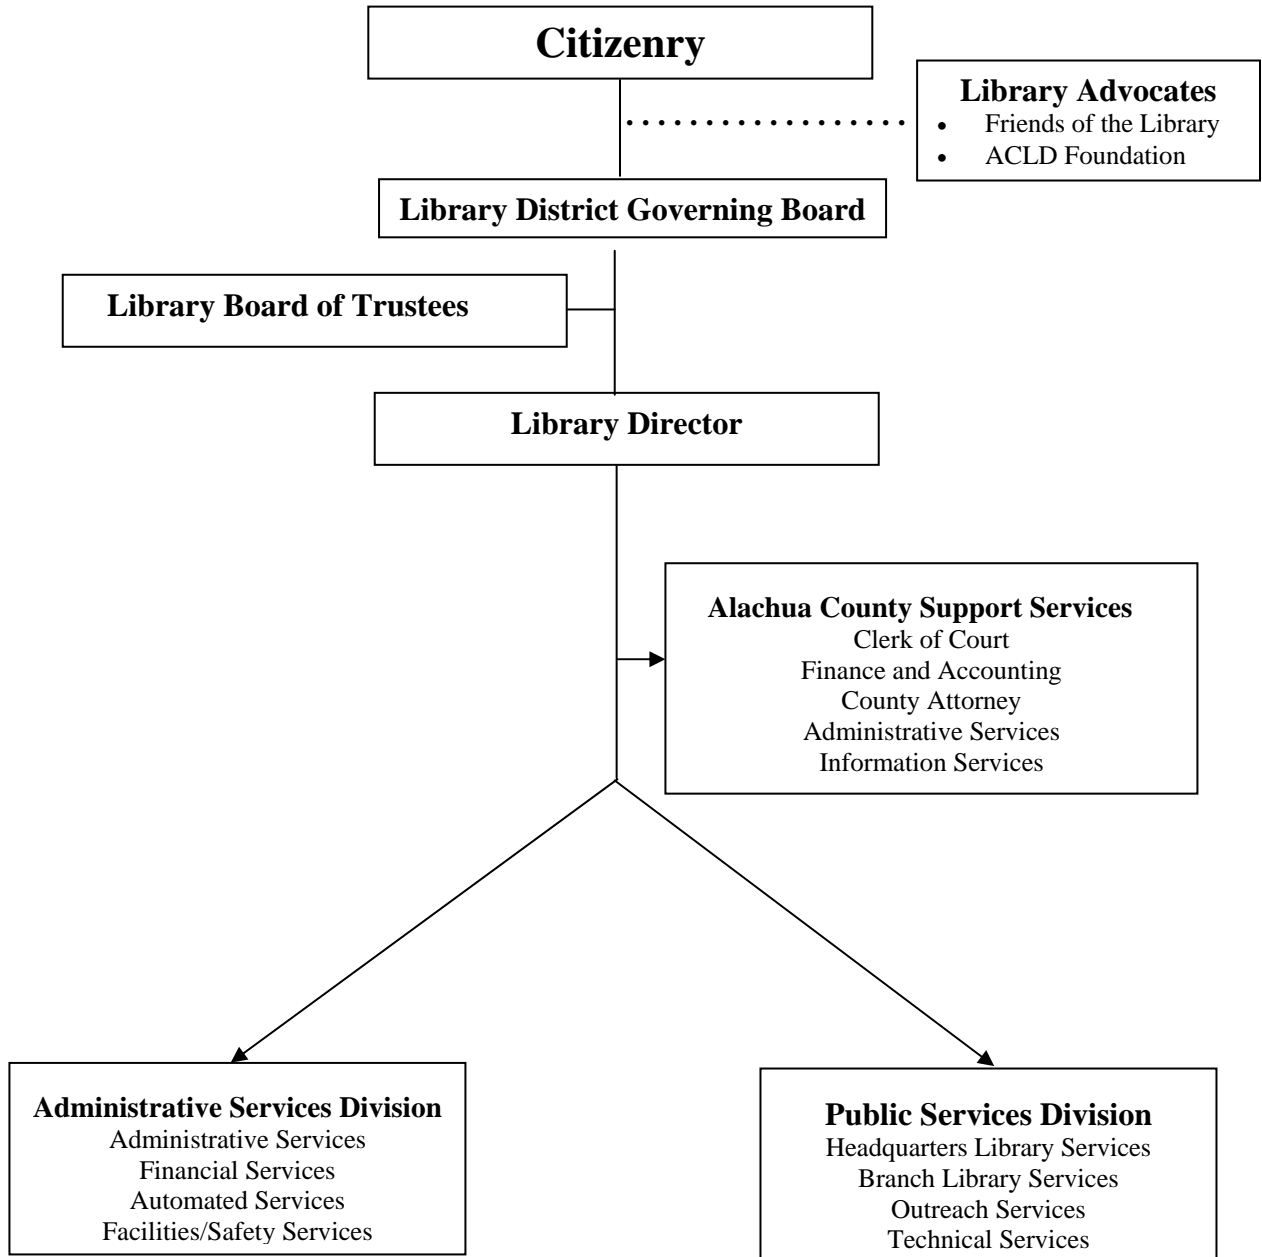 Citizenry
Library Advocates
• Friends of the Library
• ACLD Foundation
Library District Governing Board
Library Board of Trustees
Library Director
Alachua County Support Services
Clerk of Court
Finance and Accounting
County Attorney
Administrative Services
Information Services
Administrative Services Division
Administrative Services
Financial Services
Automated Services
Facilities/Safety Services
Public Services Division
Headquarters Library Services
Branch Library Services
Outreach Services
Technical Services